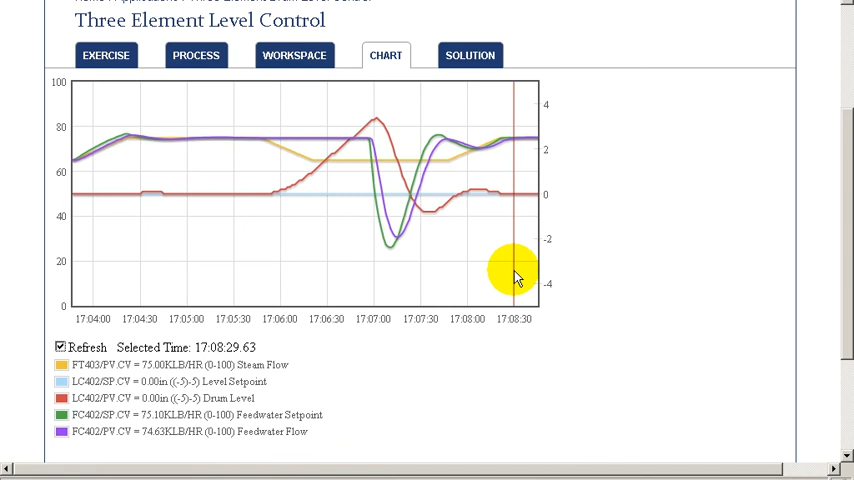 Three Element Level Control
EXERCISE PROCESS WORKSPACE CHART SOLUTION
100
80
60
40
20
0
4
2
0
-2
-4
17:04:00 17:04:30 17:05:00 17:05:30 17:06:00 17:06:30 17:07:00 17:07:30 17:08:00 17:08:30
Refresh Selected Time: 17:08:29.63
FT403/PV.CV = 75.00KLB/HR (0-100) Steam Flow
LC402/SP.CV = 0.00in ((-5)-5) Level Setpoint
LC402/PV.CV = 0.00in ((-5)-5) Drum Level
FC402/SP.CV = 75.10KLB/HR (0-100) Feedwater Setpoint
FC402/PV.CV = 74.63KLB/HR (0-100) Feedwater Flow